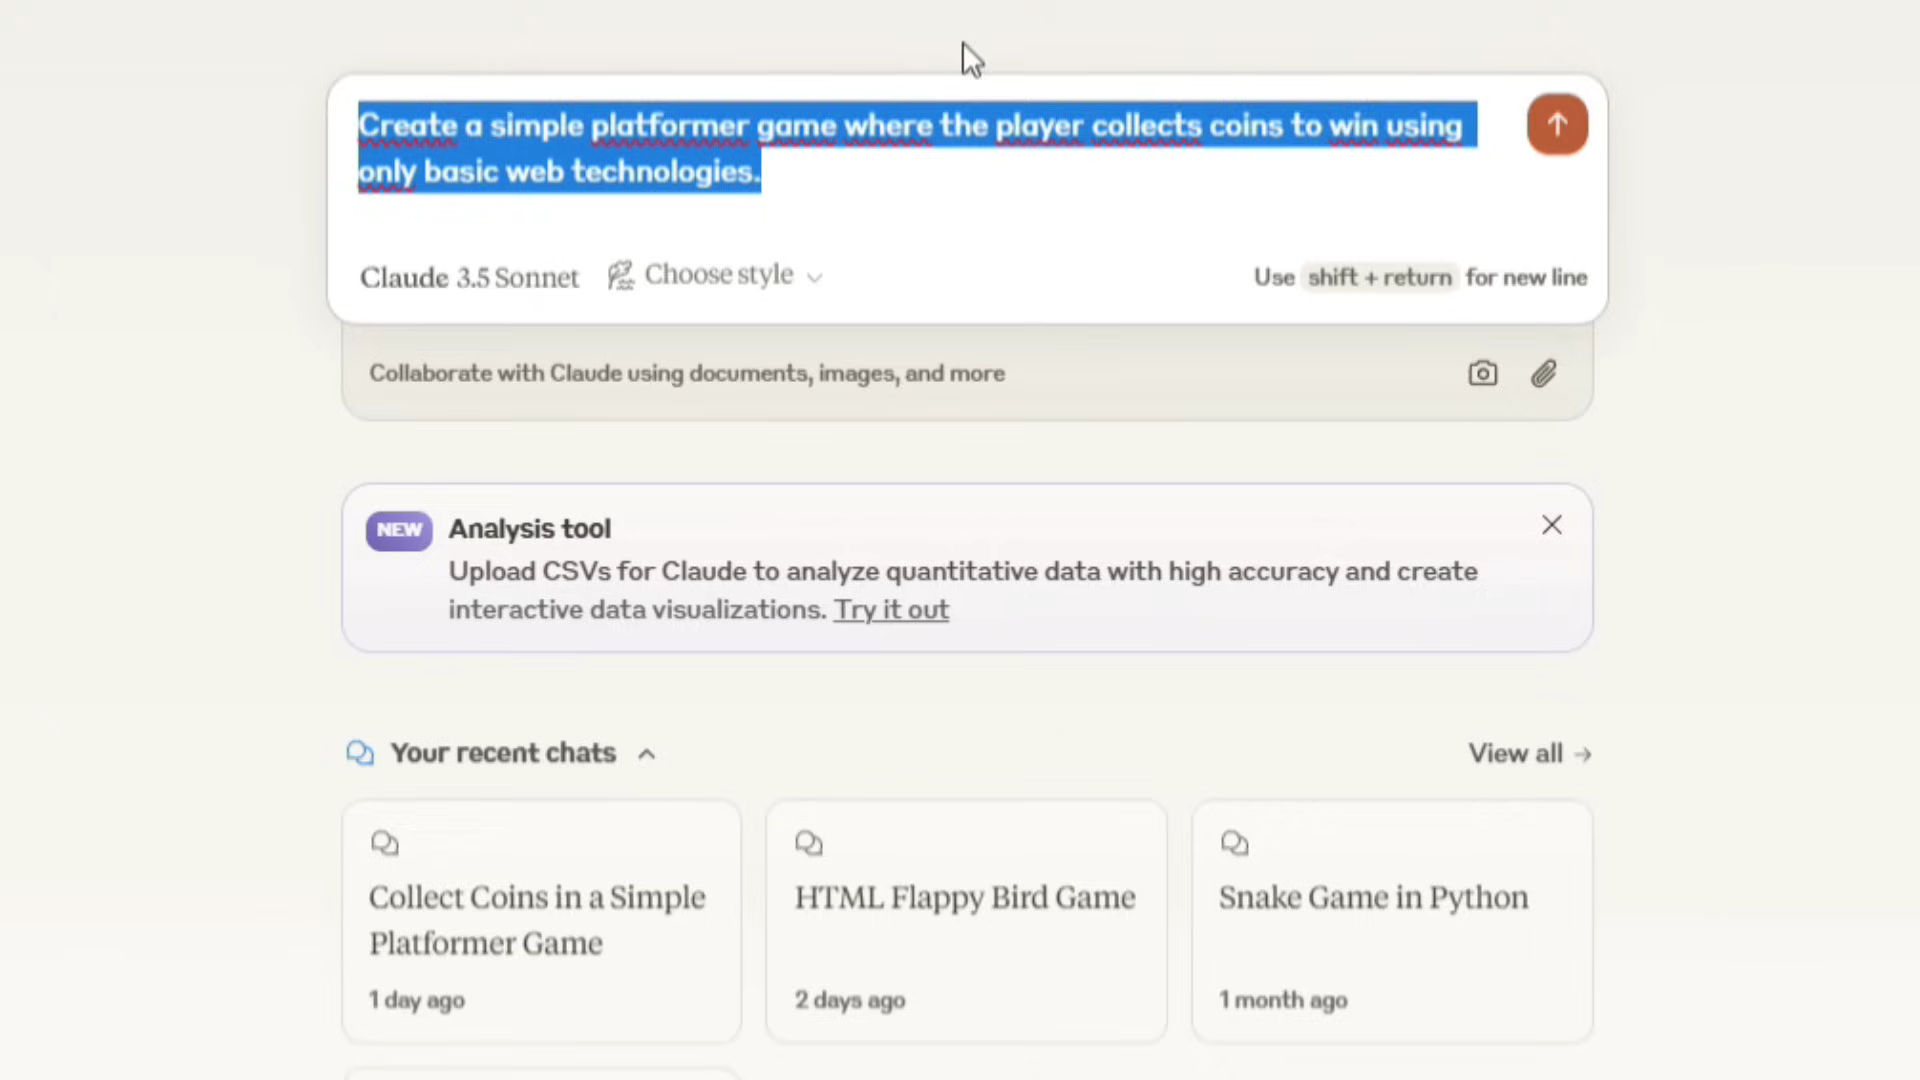 Create a simple platformer game where the player collects coins to win using
only basic web technologies.
Claude 3.5 Sonnet Choose style Use shift + return for new line
Collaborate with Claude using documents, images, and more
NEW Analysis tool
Upload CSVs for Claude to analyze quantitative data with high accuracy and create
interactive data visualizations. Try it out
Your recent chats View all →
Collect Coins in a Simple
Platformer Game
1 day ago
HTML Flappy Bird Game
2 days ago
Snake Game in Python
1 month ago